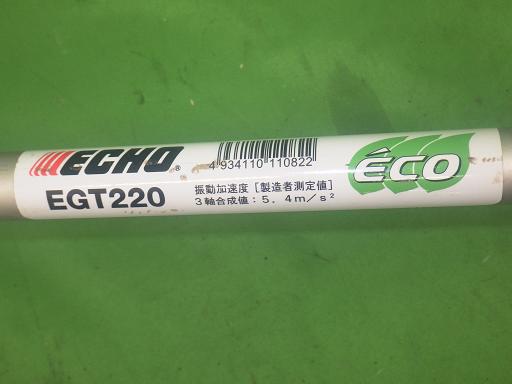 ECHO®
EGT220
4 934110 110822
振動加速度［製造者測定値］
3軸合成値：5．4m／s²
éco